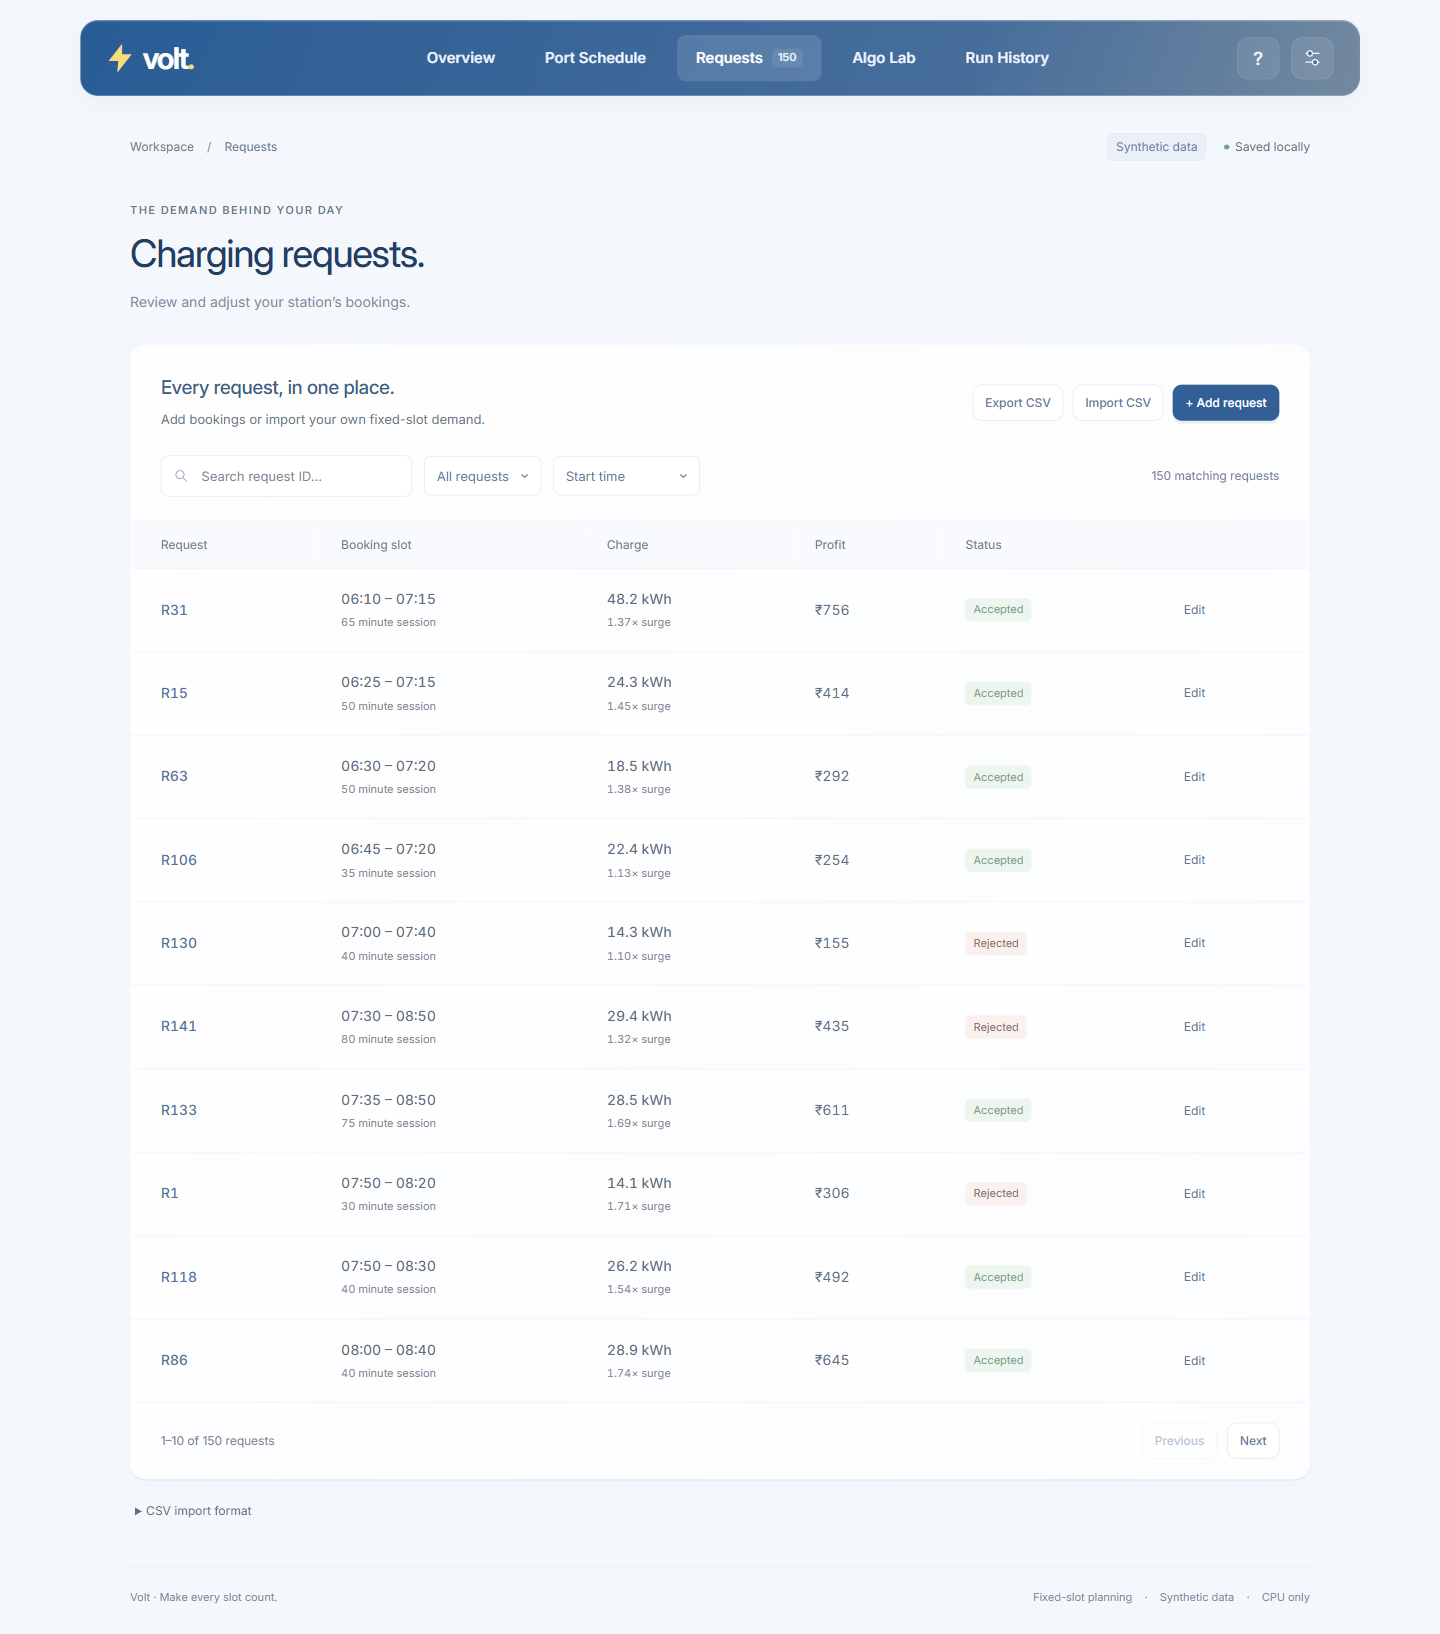 volt.
Overview Port Schedule Requests 150 Algo Lab Run History ?
Workspace / Requests Synthetic data Saved locally
THE DEMAND BEHIND YOUR DAY
Charging requests.
Review and adjust your station's bookings.
Every request, in one place.
Add bookings or import your own fixed-slot demand.
Export CSV Import CSV + Add request
Search request ID... All requests Start time 150 matching requests
Request Booking slot Charge Profit Status
R31 06:10 – 07:15 48.2 kWh ₹756 Accepted Edit
65 minute session 1.37× surge
R15 06:25 – 07:15 24.3 kWh ₹414 Accepted Edit
50 minute session 1.45× surge
R63 06:30 – 07:20 18.5 kWh ₹292 Accepted Edit
50 minute session 1.38× surge
R106 06:45 – 07:20 22.4 kWh ₹254 Accepted Edit
35 minute session 1.13× surge
R130 07:00 – 07:40 14.3 kWh ₹155 Rejected Edit
40 minute session 1.10× surge
R141 07:30 – 08:50 29.4 kWh ₹435 Rejected Edit
80 minute session 1.32× surge
R133 07:35 – 08:50 28.5 kWh ₹611 Accepted Edit
75 minute session 1.69× surge
R1 07:50 – 08:20 14.1 kWh ₹306 Rejected Edit
30 minute session 1.71× surge
R118 07:50 – 08:30 26.2 kWh ₹492 Accepted Edit
40 minute session 1.54× surge
R86 08:00 – 08:40 28.9 kWh ₹645 Accepted Edit
40 minute session 1.74× surge
1–10 of 150 requests Previous Next
CSV import format
Volt · Make every slot count. Fixed-slot planning · Synthetic data · CPU only